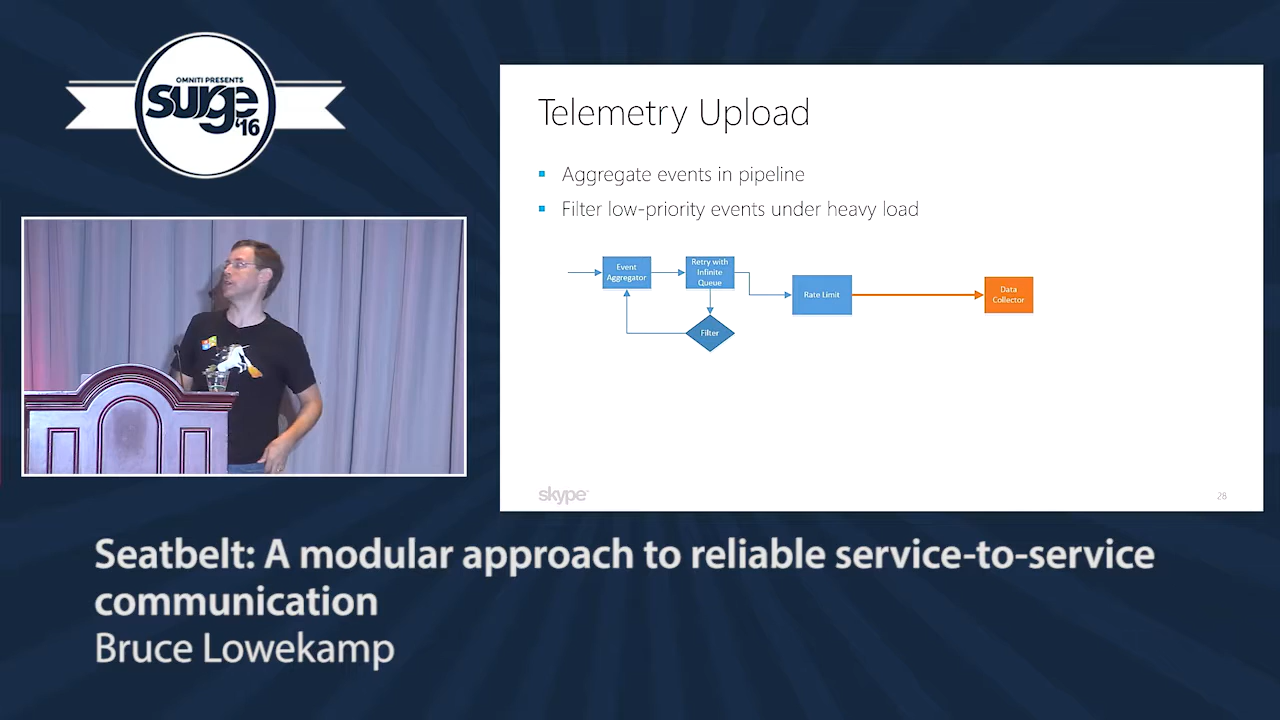 OMNITI PRESENTS
surge
'16
Telemetry Upload
Aggregate events in pipeline
Filter low-priority events under heavy load
Event
Aggregator
Retry with
Infinite
Queue
Rate Limit
Data
Collector
Filter
skype
28
Seatbelt: A modular approach to reliable service-to-service
communication
Bruce Lowekamp